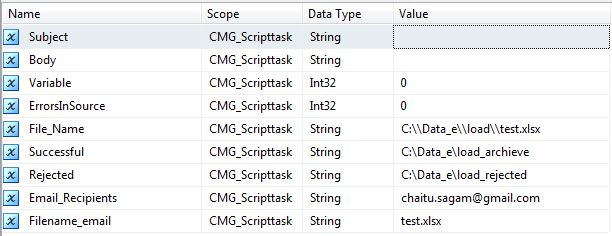 Name Scope Data Type Value
Subject CMG_Scripttask String
Body CMG_Scripttask String
Variable CMG_Scripttask Int32 0
ErrorsInSource CMG_Scripttask Int32 0
File_Name CMG_Scripttask String C:\\Data_e\\load\\test.xlsx
Successful CMG_Scripttask String C:\Data_e\load_archieve
Rejected CMG_Scripttask String C:\Data_e\load_rejected
Email_Recipients CMG_Scripttask String chaitu.sagam@gmail.com
Filename_email CMG_Scripttask String test.xlsx